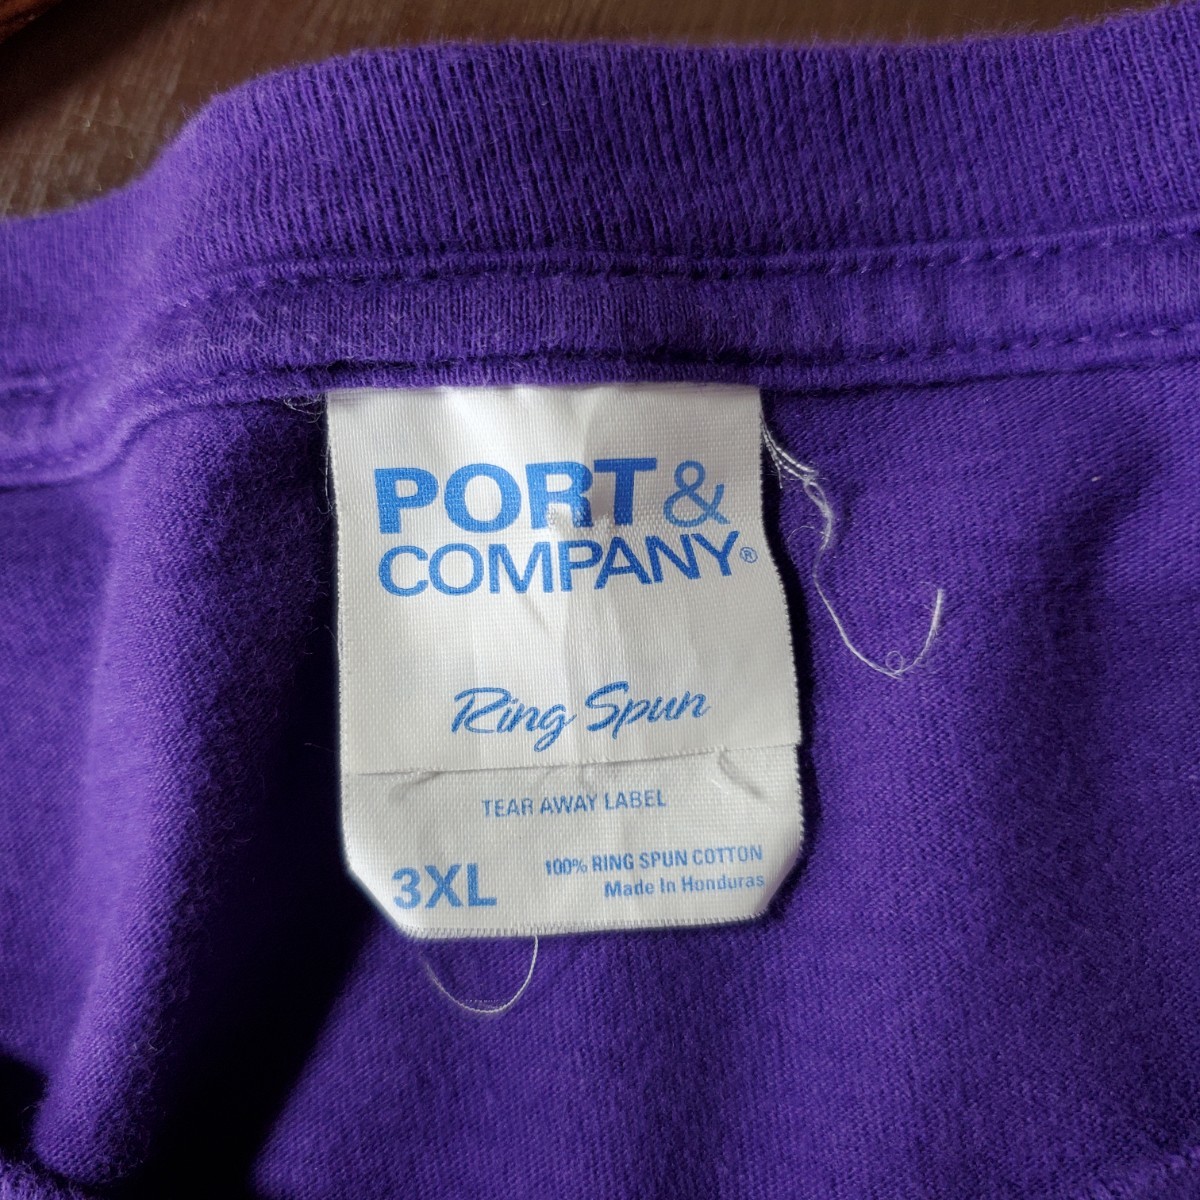 PORT &
COMPANY®
Ring Spun
TEAR AWAY LABEL
3XL
100% RING SPUN COTTON
Made In Honduras